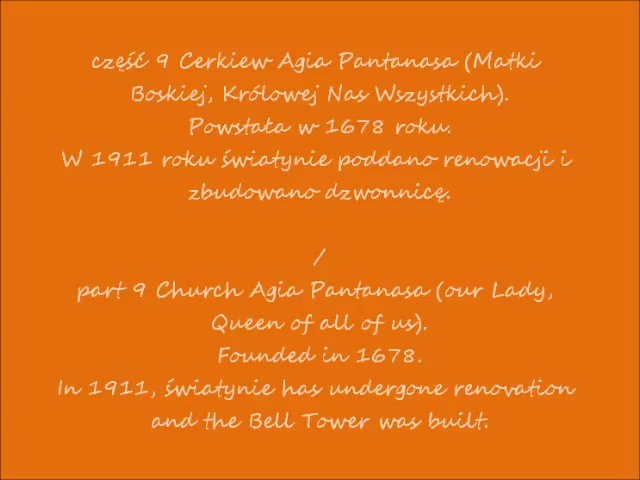 część 9 Cerkiew Agia Pantanasa (Matki
Boskiej, Królowej Nas Wszystkich).
Powstała w 1678 roku.
W 1911 roku świątynie poddano renowacji i
zbudowano dzwonnicę.
/
part 9 Church Agia Pantanasa (our Lady,
Queen of all of us).
Founded in 1678.
In 1911, świątynie has undergone renovation
and the Bell Tower was built.